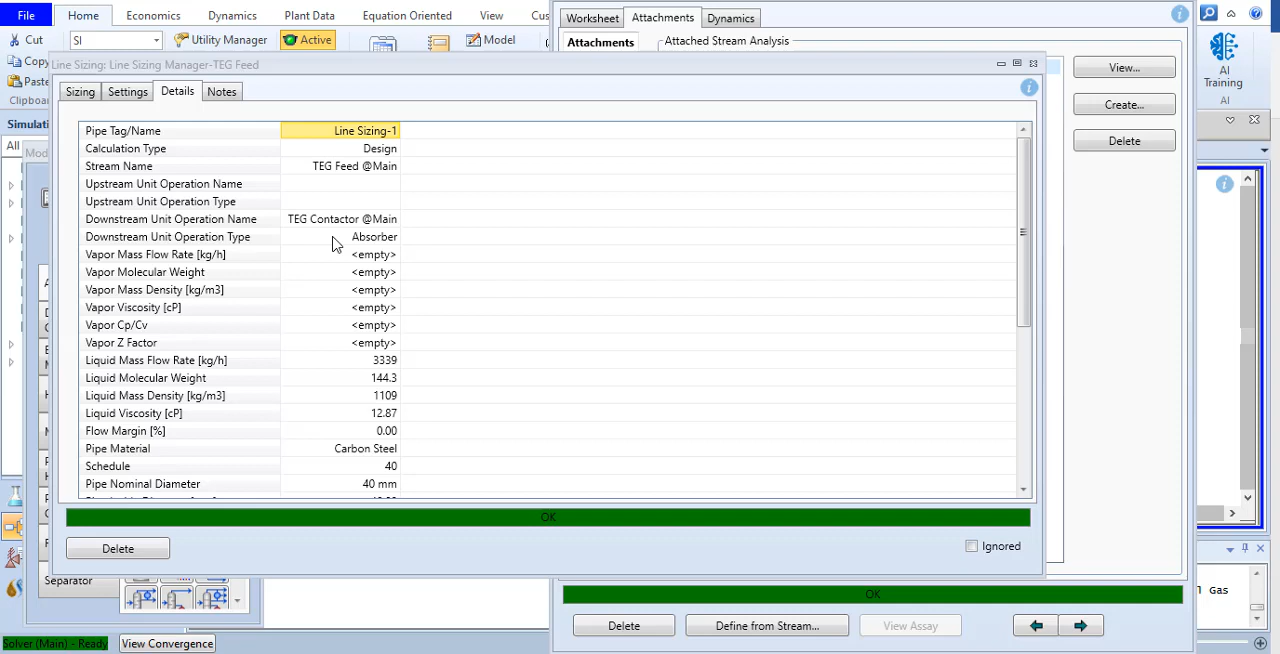 File Home Economics Dynamics Plant Data Equation Oriented View Cus
Cut SI Utility Manager Active Model
Copy
Paste
Clipboar
Simulati
All
Mod
Worksheet Attachments Dynamics
Attachments Attached Stream Analysis
View...
Create...
Delete
AI
Training
AI
Line Sizing: Line Sizing Manager-TEG Feed
Sizing Settings Details Notes
Pipe Tag/Name Line Sizing-1
Calculation Type Design
Stream Name TEG Feed @Main
Upstream Unit Operation Name
Upstream Unit Operation Type
Downstream Unit Operation Name TEG Contactor @Main
Downstream Unit Operation Type Absorber
Vapor Mass Flow Rate [kg/h] <empty>
Vapor Molecular Weight <empty>
Vapor Mass Density [kg/m3] <empty>
Vapor Viscosity [cP] <empty>
Vapor Cp/Cv <empty>
Vapor Z Factor <empty>
Liquid Mass Flow Rate [kg/h] 3339
Liquid Molecular Weight 144.3
Liquid Mass Density [kg/m3] 1109
Liquid Viscosity [cP] 12.87
Flow Margin [%] 0.00
Pipe Material Carbon Steel
Schedule 40
Pipe Nominal Diameter 40 mm
OK
Delete Ignored
Separator
OK
Delete Define from Stream... View Assay
Solver (Main) - Ready View Convergence
Gas